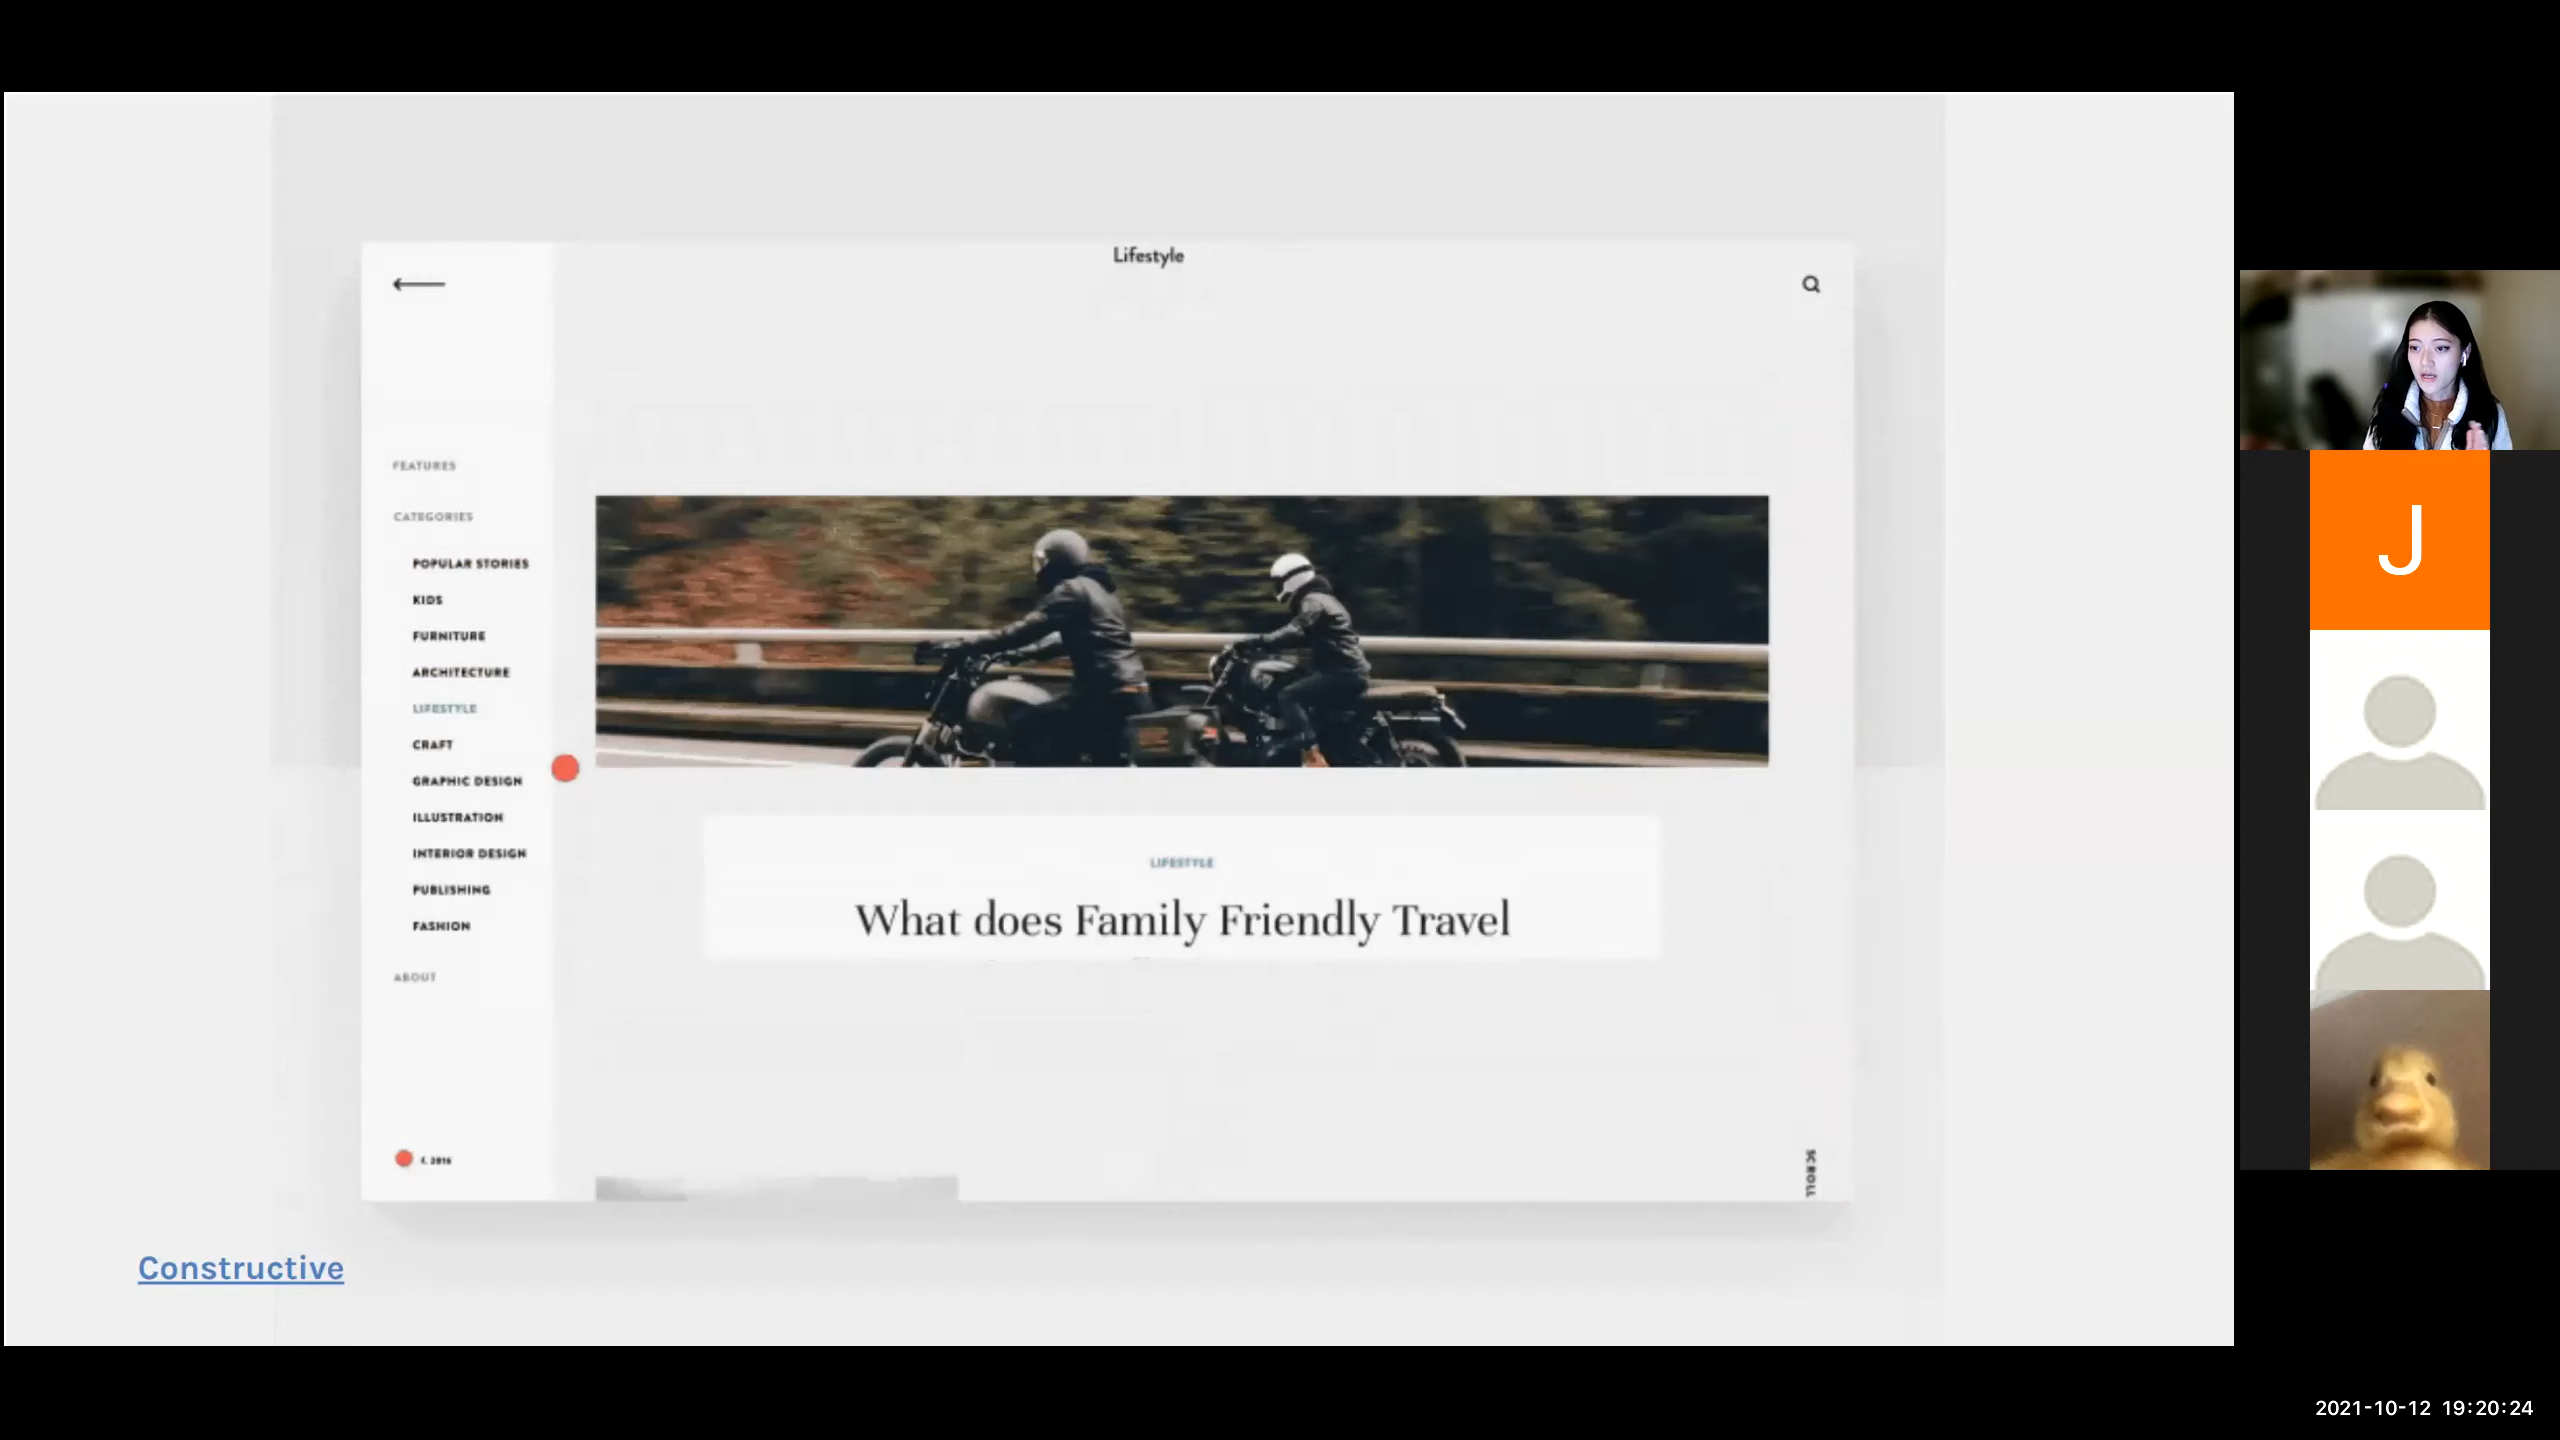 Lifestyle
FEATURES
CATEGORIES
POPULAR STORIES
KIDS
FURNITURE
ARCHITECTURE
LIFESTYLE
CRAFT
GRAPHIC DESIGN
ILLUSTRATION
INTERIOR DESIGN
PUBLISHING
FASHION
ABOUT
LIFESTYLE
What does Family Friendly Travel
2016
SCROLL
Constructive
J
2021-10-12 19:20:24